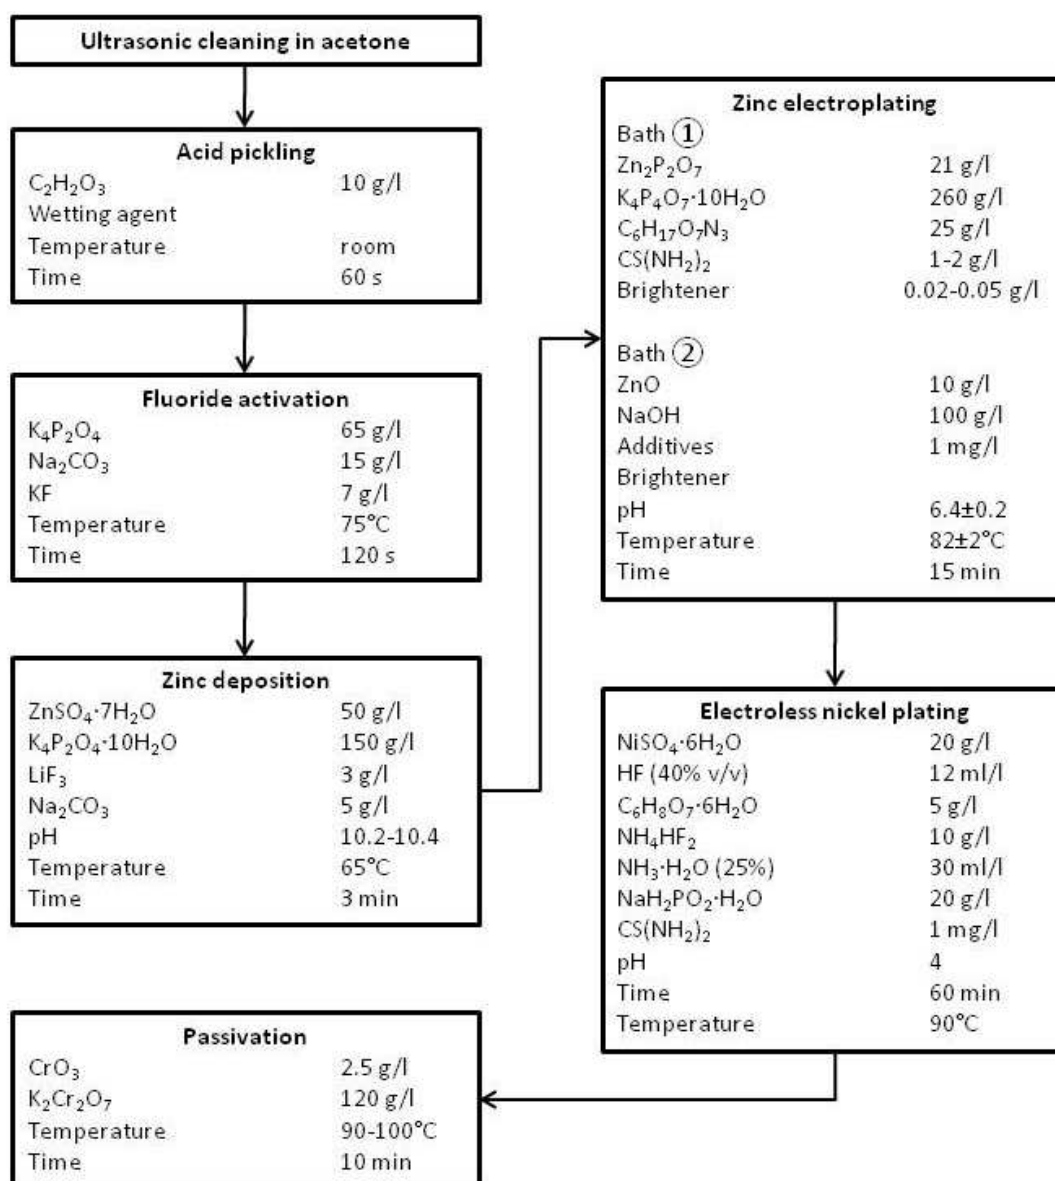 Ultrasonic cleaning in acetone
Acid pickling
C₂H₂O₃ 10 g/l
Wetting agent
Temperature room
Time 60 s
Fluoride activation
K₄P₂O₄ 65 g/l
Na₂CO₃ 15 g/l
KF 7 g/l
Temperature 75°C
Time 120 s
Zinc deposition
ZnSO₄·7H₂O 50 g/l
K₄P₂O₄·10H₂O 150 g/l
LiF₃ 3 g/l
Na₂CO₃ 5 g/l
pH 10.2-10.4
Temperature 65°C
Time 3 min
Zinc electroplating
Bath ①
Zn₂P₂O₇ 21 g/l
K₄P₄O₇·10H₂O 260 g/l
C₆H₁₇O₇N₃ 25 g/l
CS(NH₂)₂ 1-2 g/l
Brightener 0.02-0.05 g/l
Bath ②
ZnO 10 g/l
NaOH 100 g/l
Additives 1 mg/l
Brightener
pH 6.4±0.2
Temperature 82±2°C
Time 15 min
Electroless nickel plating
NiSO₄·6H₂O 20 g/l
HF (40% v/v) 12 ml/l
C₆H₈O₇·6H₂O 5 g/l
NH₄HF₂ 10 g/l
NH₃·H₂O (25%) 30 ml/l
NaH₂PO₂·H₂O 20 g/l
CS(NH₂)₂ 1 mg/l
pH 4
Time 60 min
Temperature 90°C
Passivation
CrO₃ 2.5 g/l
K₂Cr₂O₇ 120 g/l
Temperature 90-100°C
Time 10 min